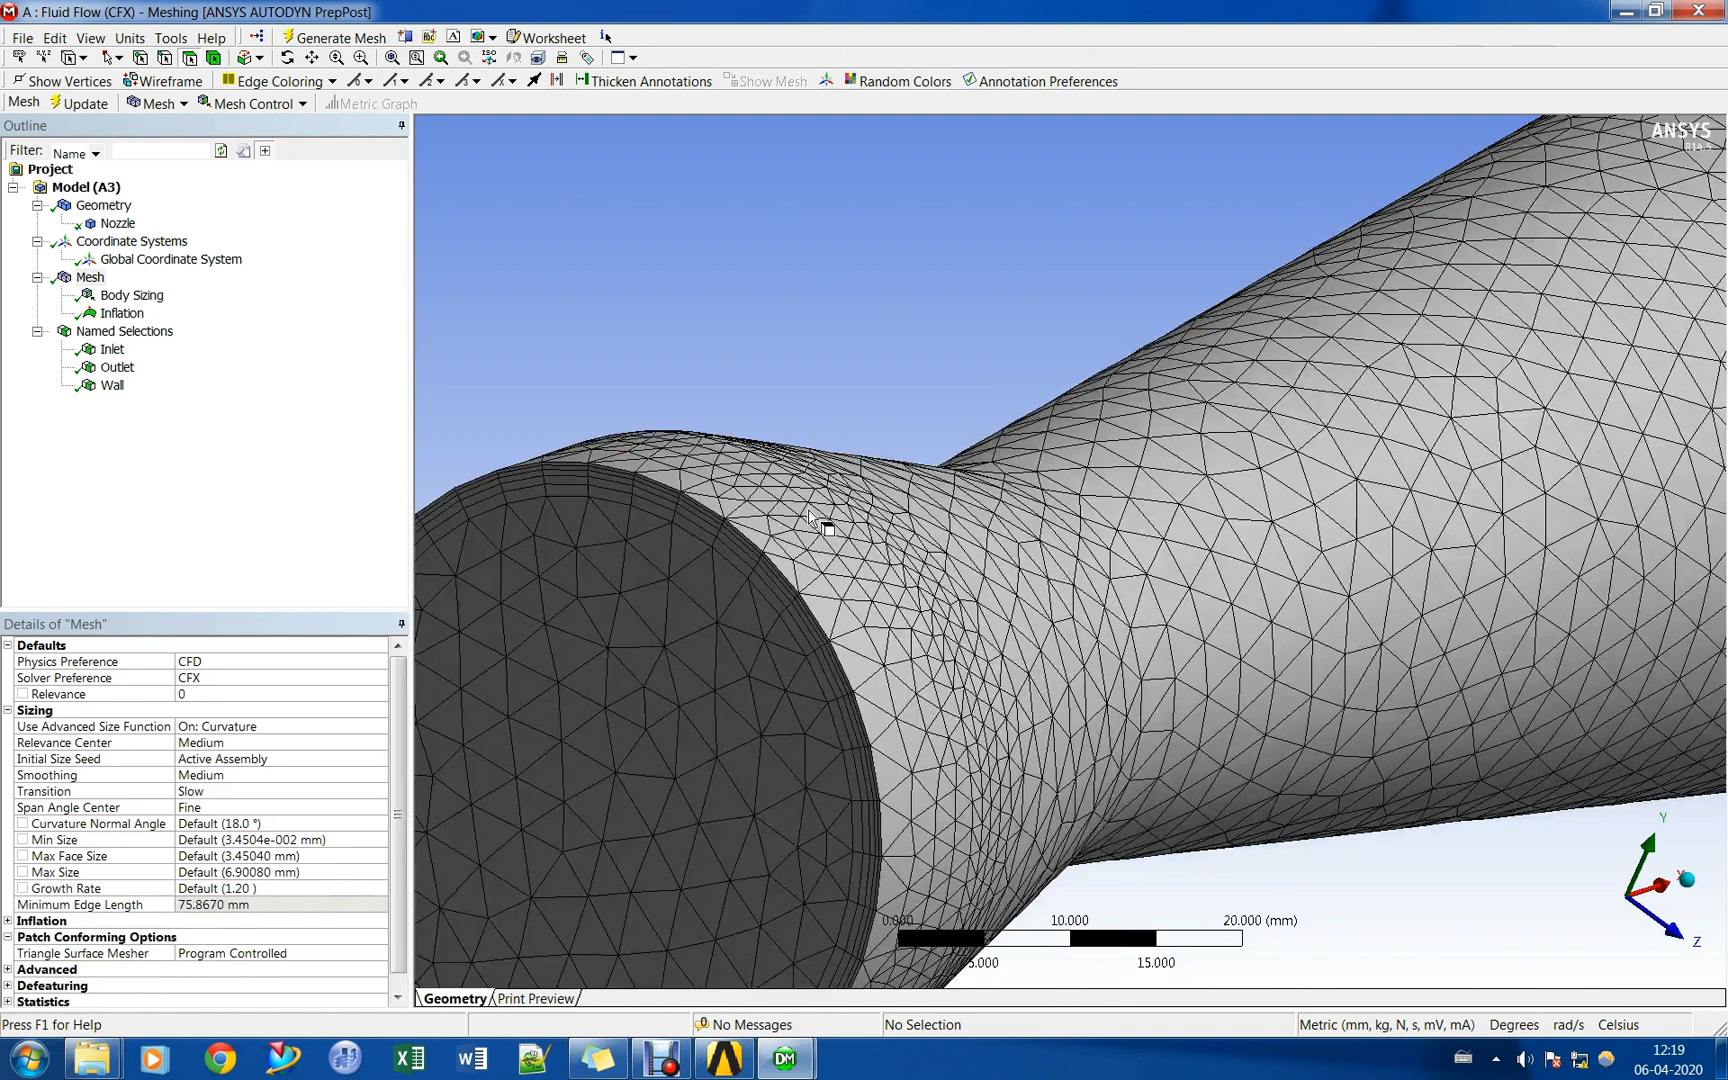 A : Fluid Flow (CFX) - Meshing [ANSYS AUTODYN PrepPost]
File Edit View Units Tools Help Generate Mesh Worksheet
Show Vertices Wireframe Edge Coloring Thicken Annotations Show Mesh Random Colors Annotation Preferences
Mesh Update Mesh Mesh Control Metric Graph
Outline
Filter: Name
Project
Model (A3)
Geometry
Nozzle
Coordinate Systems
Global Coordinate System
Mesh
Body Sizing
Inflation
Named Selections
Inlet
Outlet
Wall
Details of "Mesh"
Defaults
Physics Preference CFD
Solver Preference CFX
Relevance 0
Sizing
Use Advanced Size Function On: Curvature
Relevance Center Medium
Initial Size Seed Active Assembly
Smoothing Medium
Transition Slow
Span Angle Center Fine
Curvature Normal Angle Default (18.0 °)
Min Size Default (3.4504e-002 mm)
Max Face Size Default (3.45040 mm)
Max Size Default (6.90080 mm)
Growth Rate Default (1.20 )
Minimum Edge Length 75.8670 mm
Inflation
Patch Conforming Options
Triangle Surface Mesher Program Controlled
Advanced
Defeaturing
Statistics
ANSYS
R16.5
Y
X
Z
0.000 10.000 20.000 (mm)
5.000 15.000
Geometry Print Preview
Press F1 for Help No Messages No Selection Metric (mm, kg, N, s, mV, mA) Degrees rad/s Celsius
DM
12:19
06-04-2020